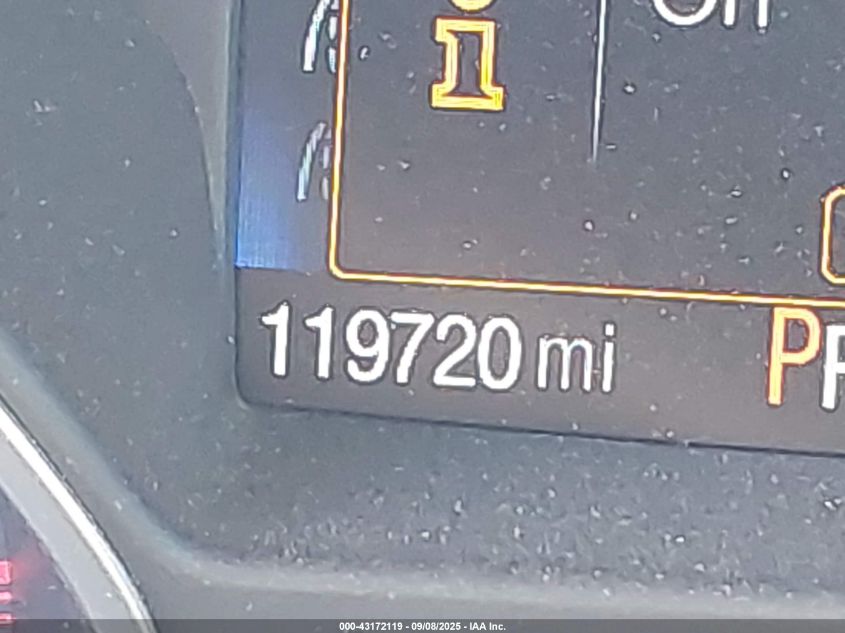 i
119720 mi
P
000-43172119 - 09/08/2025 - IAA Inc.